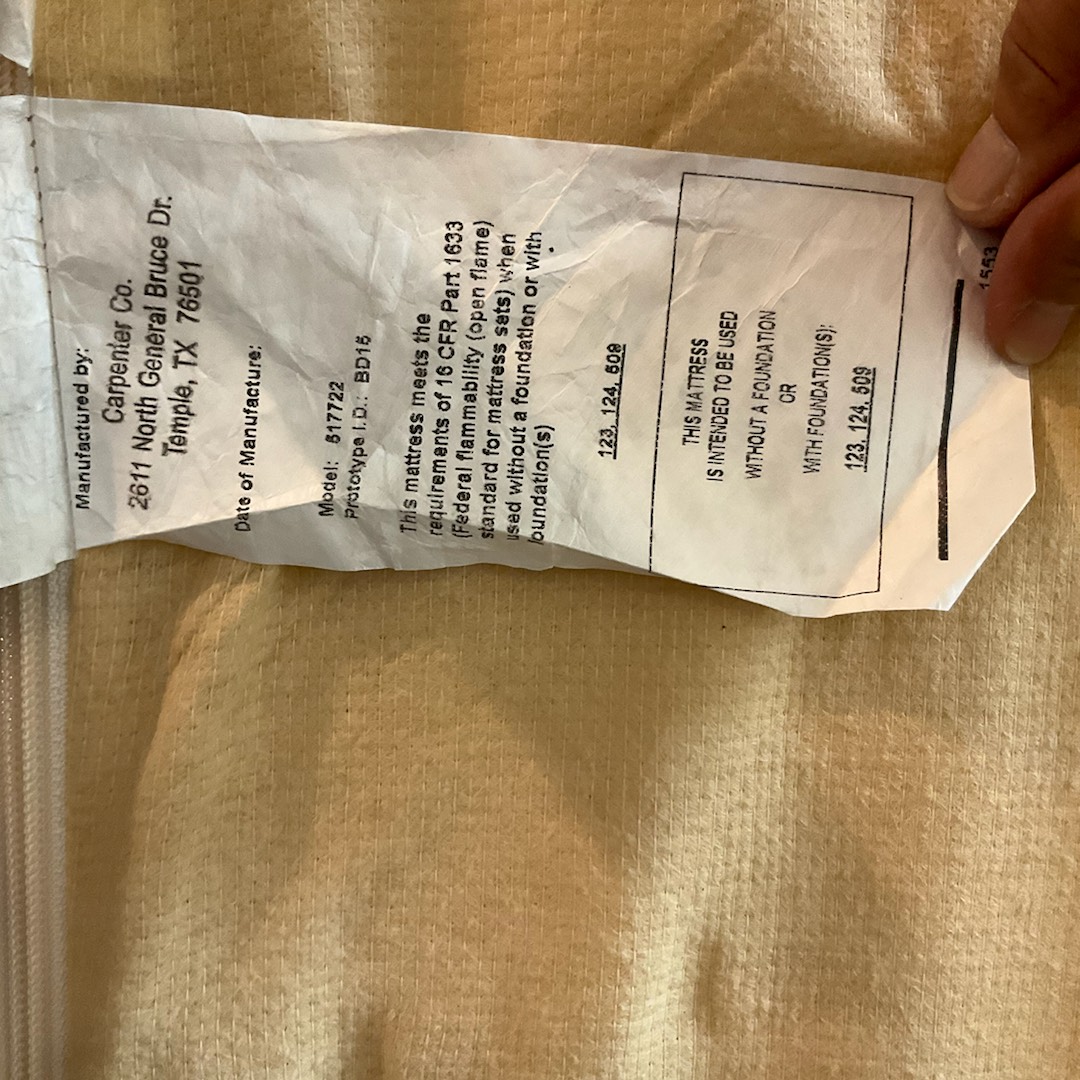 Manufactured by:
Carpenter Co.
2611 North General Bruce Dr.
Temple, TX 76501
Date of Manufacture:
Model: 617722
Prototype I.D.: BD15
This mattress meets the
requirements of 16 CFR Part 1633
(Federal flammability (open flame)
standard for mattress sets) when
used without a foundation or with
foundation(s)
123, 124, 509
THIS MATTRESS
IS INTENDED TO BE USED
WITHOUT A FOUNDATION
OR
WITH FOUNDATION(S):
123, 124, 509
1553